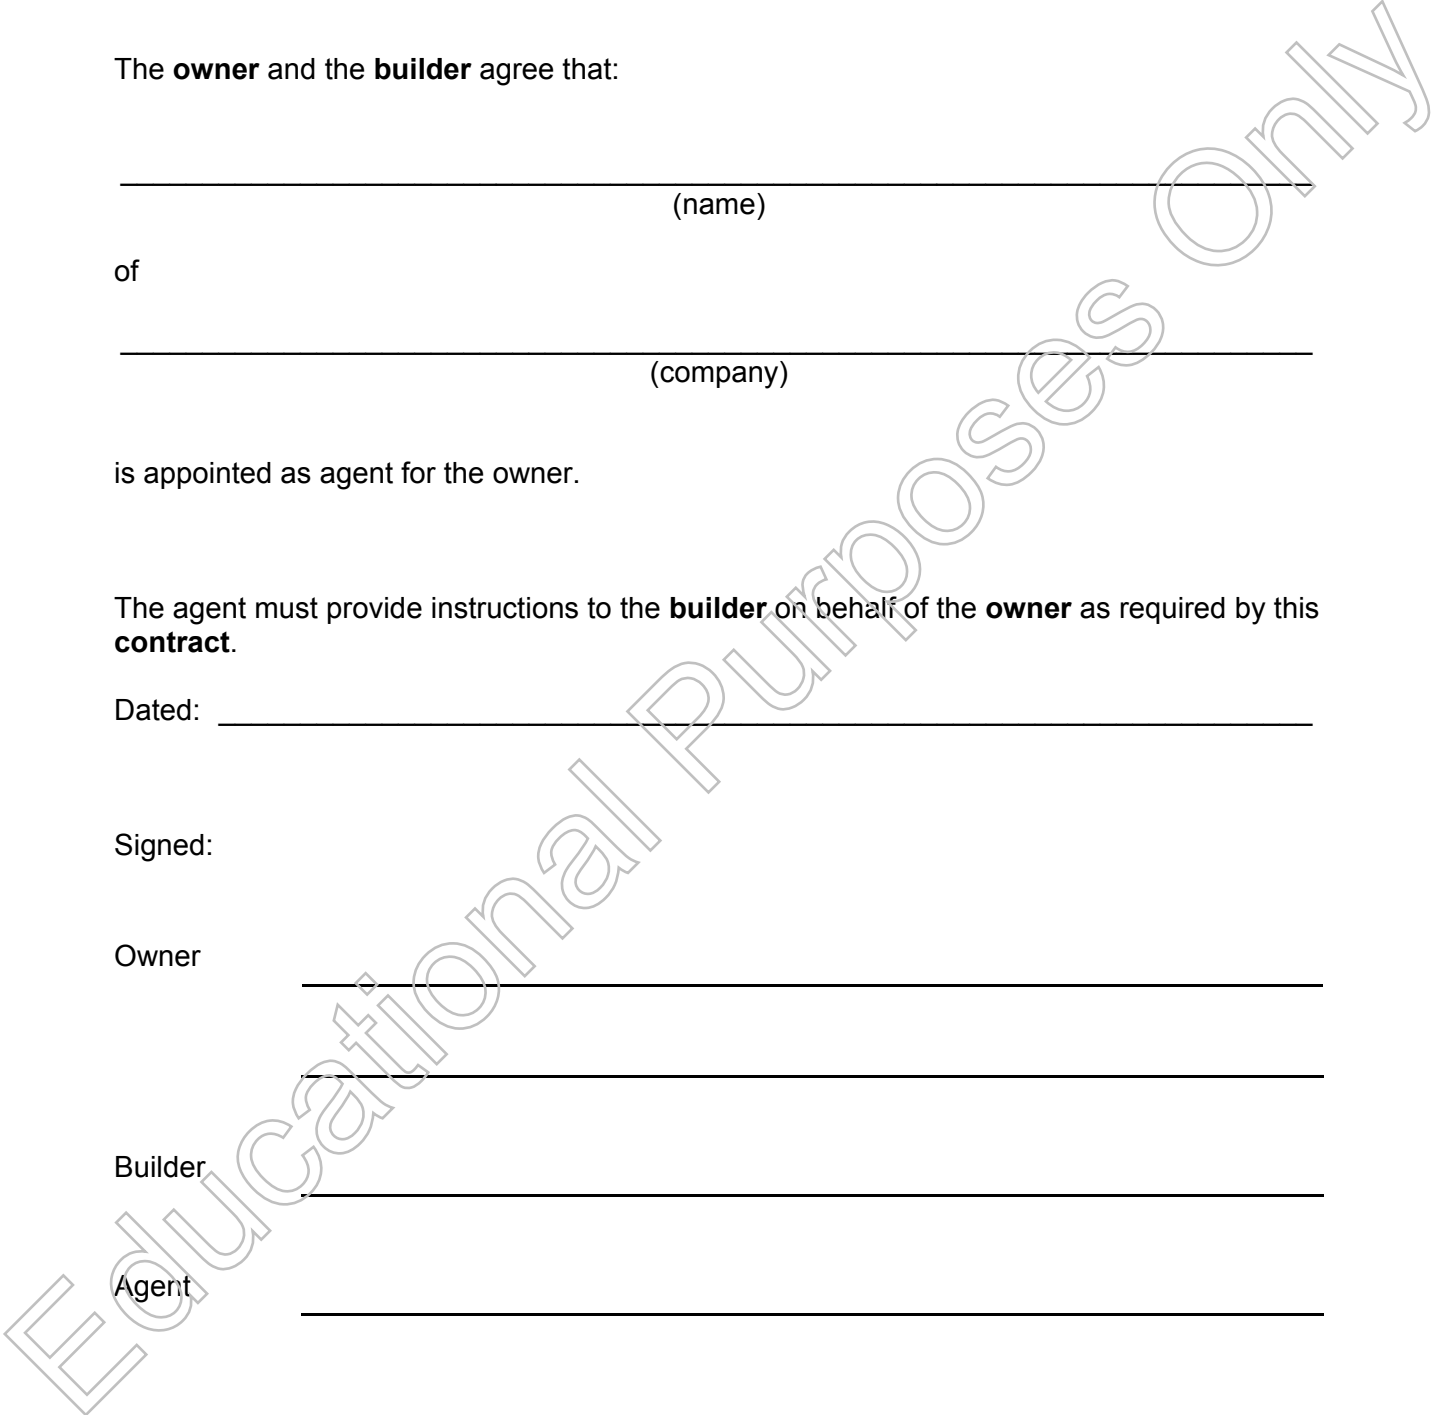 The owner and the builder agree that:
(name)
of
(company)
is appointed as agent for the owner.
The agent must provide instructions to the builder on behalf of the owner as required by this
contract.
Dated:
Signed:
Owner
Builder
Agent
Educational Purposes Only